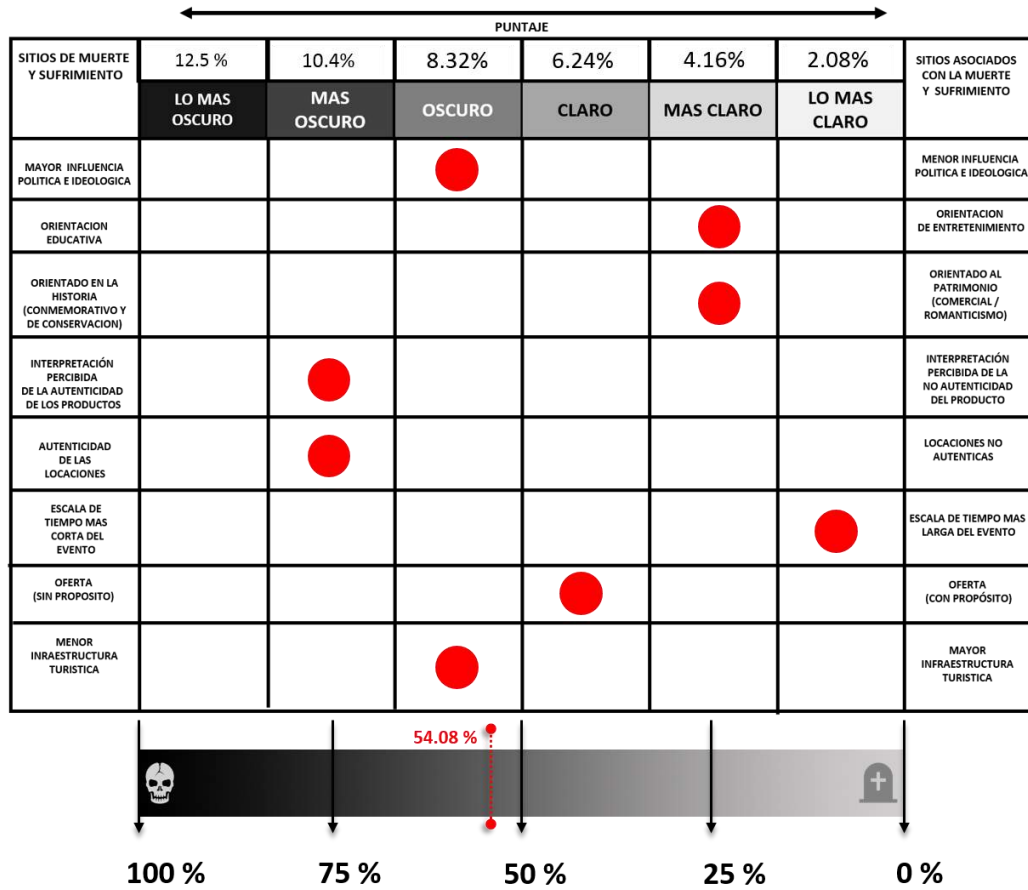 PUNTAJE
SITIOS DE MUERTE
Y SUFRIMIENTO
12.5 %
10.4%
8.32%
6.24%
4.16%
2.08%
SITIOS ASOCIADOS
CON LA MUERTE
Y SUFRIMIENTO
LO MAS
OSCURO
MAS
OSCURO
OSCURO
CLARO
MAS CLARO
LO MAS
CLARO
MAYOR INFLUENCIA
POLITICA E IDEOLOGICA
MENOR INFLUENCIA
POLITICA E IDEOLOGICA
ORIENTACION
EDUCATIVA
ORIENTACION
DE ENTRETENIMIENTO
ORIENTADO EN LA
HISTORIA
(CONMEMORATIVO Y
DE CONSERVACION)
ORIENTADO AL
PATRIMONIO
(COMERCIAL /
ROMANTICISMO)
INTERPRETACIÓN
PERCIBIDA
DE LA AUTENTICIDAD
DE LOS PRODUCTOS
INTERPRETACIÓN
PERCIBIDA DE LA
NO AUTENTICIDAD
DEL PRODUCTO
AUTENTICIDAD
DE LAS
LOCACIONES
LOCACIONES NO
AUTENTICAS
ESCALA DE
TIEMPO MAS
CORTA DEL
EVENTO
ESCALA DE TIEMPO MAS
LARGA DEL EVENTO
OFERTA
(SIN PROPOSITO)
OFERTA
(CON PROPÓSITO)
MENOR
INRAESTRUCTURA
TURISTICA
MAYOR
INFRAESTRUCTURA
TURISTICA
54.08 %
100 %
75 %
50 %
25 %
0 %